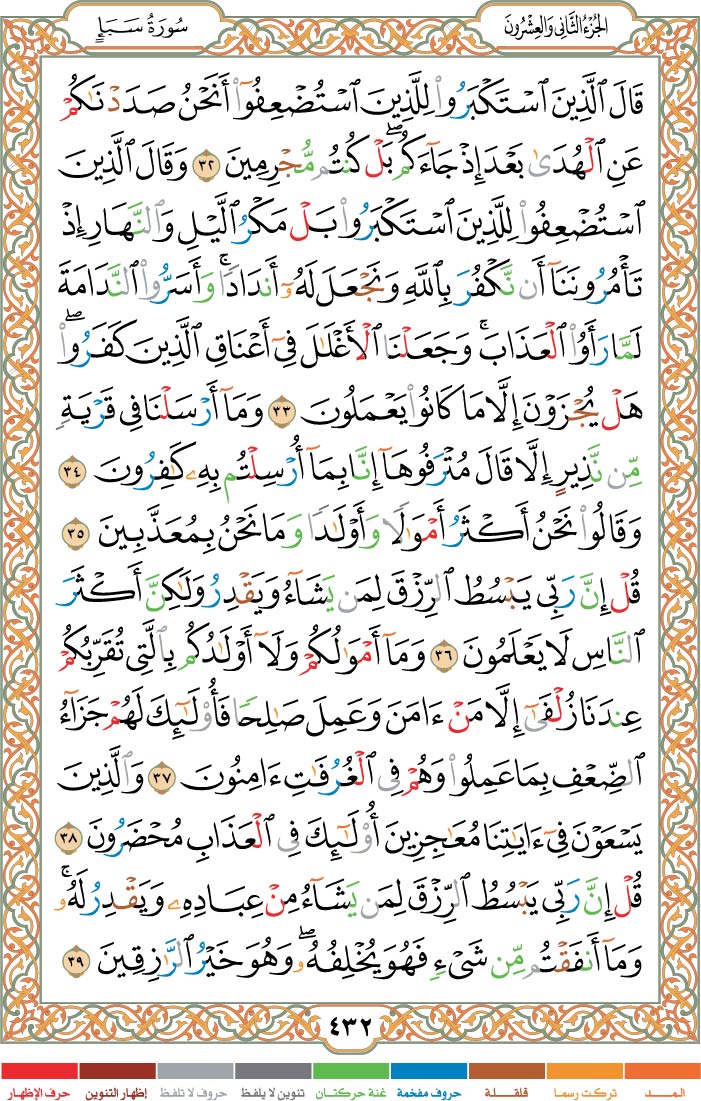 الجُزْءُ الثَّانِي وَالعِشْرُونَ
سُورَةُ سَبَإٍ
قَالَ ٱلَّذِينَ ٱسْتَكْبَرُوا۟ لِلَّذِينَ ٱسْتُضْعِفُوٓا۟ أَنَحْنُ صَدَدْنَٰكُمْ
عَنِ ٱلْهُدَىٰ بَعْدَ إِذْ جَآءَكُم ۖ بَلْ كُنتُم مُّجْرِمِينَ ٣٢ وَقَالَ ٱلَّذِينَ
ٱسْتُضْعِفُوا۟ لِلَّذِينَ ٱسْتَكْبَرُوا۟ بَلْ مَكْرُ ٱلَّيْلِ وَٱلنَّهَارِ إِذْ
تَأْمُرُونَنَآ أَن نَّكْفُرَ بِٱللَّهِ وَنَجْعَلَ لَهُۥٓ أَندَادًا ۚ وَأَسَرُّوا۟ ٱلنَّدَامَةَ
لَمَّا رَأَوُا۟ ٱلْعَذَابَ ۚ وَجَعَلْنَا ٱلْأَغْلَٰلَ فِىٓ أَعْنَاقِ ٱلَّذِينَ كَفَرُوا۟ ۖ
هَلْ يُجْزَوْنَ إِلَّا مَا كَانُوا۟ يَعْمَلُونَ ٣٣ وَمَآ أَرْسَلْنَا فِى قَرْيَةٍ
مِّن نَّذِيرٍ إِلَّا قَالَ مُتْرَفُوهَآ إِنَّا بِمَآ أُرْسِلْتُم بِهِۦ كَٰفِرُونَ ٣٤
وَقَالُوا۟ نَحْنُ أَكْثَرُ أَمْوَٰلًا وَأَوْلَٰدًا وَمَا نَحْنُ بِمُعَذَّبِينَ ٣٥
قُلْ إِنَّ رَبِّى يَبْسُطُ ٱلرِّزْقَ لِمَن يَشَآءُ وَيَقْدِرُ وَلَٰكِنَّ أَكْثَرَ
ٱلنَّاسِ لَا يَعْلَمُونَ ٣٦ وَمَآ أَمْوَٰلُكُمْ وَلَآ أَوْلَٰدُكُم بِٱلَّتِى تُقَرِّبُكُمْ
عِندَنَا زُلْفَىٰٓ إِلَّا مَنْ ءَامَنَ وَعَمِلَ صَٰلِحًا فَأُو۟لَٰٓئِكَ لَهُمْ جَزَآءُ
ٱلضِّعْفِ بِمَا عَمِلُوا۟ وَهُمْ فِى ٱلْغُرُفَٰتِ ءَامِنُونَ ٣٧ وَٱلَّذِينَ
يَسْعَوْنَ فِىٓ ءَايَٰتِنَا مُعَٰجِزِينَ أُو۟لَٰٓئِكَ فِى ٱلْعَذَابِ مُحْضَرُونَ ٣٨
قُلْ إِنَّ رَبِّى يَبْسُطُ ٱلرِّزْقَ لِمَن يَشَآءُ مِنْ عِبَادِهِۦ وَيَقْدِرُ لَهُۥ ۚ
وَمَآ أَنفَقْتُم مِّن شَىْءٍ فَهُوَ يُخْلِفُهُۥ ۖ وَهُوَ خَيْرُ ٱلرَّٰزِقِينَ ٣٩
٤٣٢
المــــد تركت رسما قلقـــلة حروف مفخمة غنة حركتان تنوين لا يلفظ حروف لا تلفظ إظهار التنوين حرف الإظهار